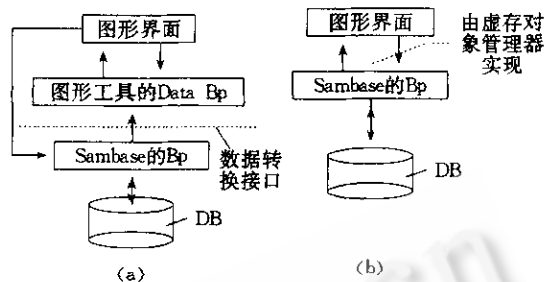 图形界面
图形工具的Data Bp
Sambase的Bp
数据转
换接口
DB
(a)
图形界面
由虚存对
象管理器
实现
Sambase的Bp
DB
(b)